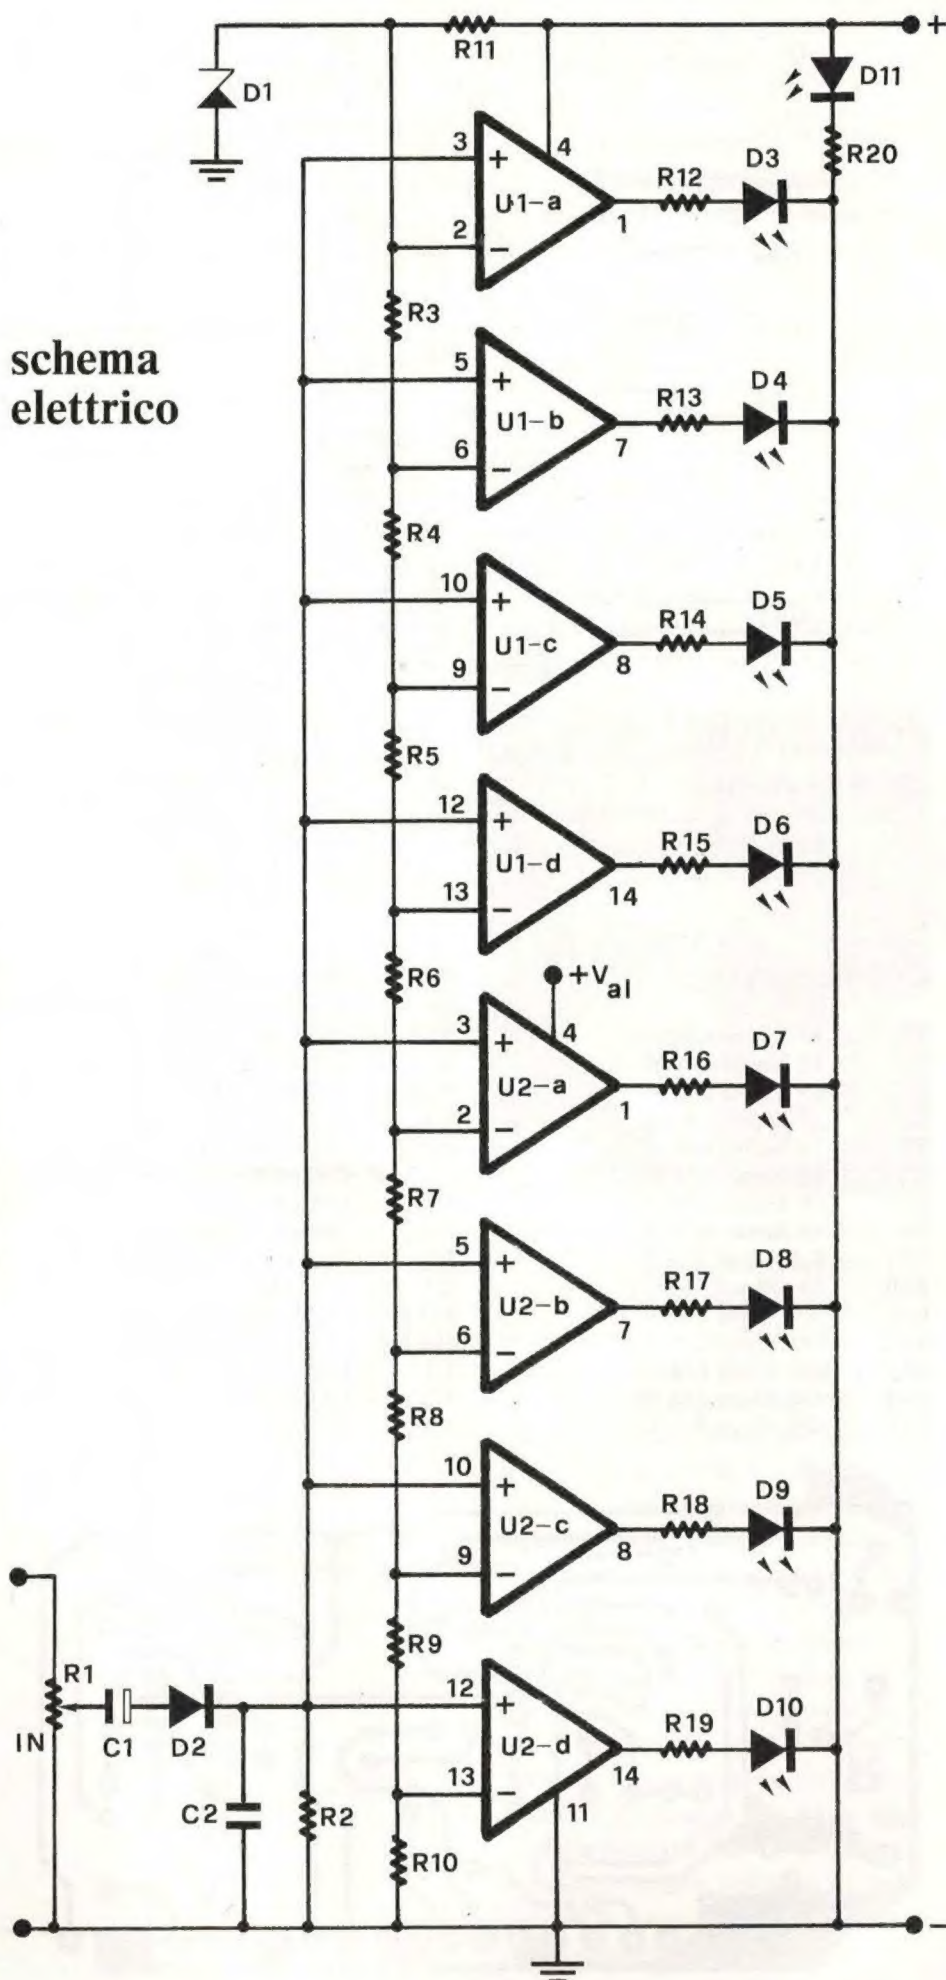 R11
+
D1
D11
3
+
4
U1-a
R12
D3
R20
2
−
1
R3
schema
elettrico
5
+
U1-b
R13
D4
6
−
7
R4
10
+
U1-c
R14
D5
9
−
8
R5
12
+
U1-d
R15
D6
13
−
14
R6
+Val
3
+
4
U2-a
R16
D7
2
−
1
R7
5
+
U2-b
R17
D8
6
−
7
R8
10
+
U2-c
R18
D9
9
−
8
R9
R1
12
+
U2-d
R19
D10
IN
C1
D2
13
−
14
11
C2
R2
R10
−